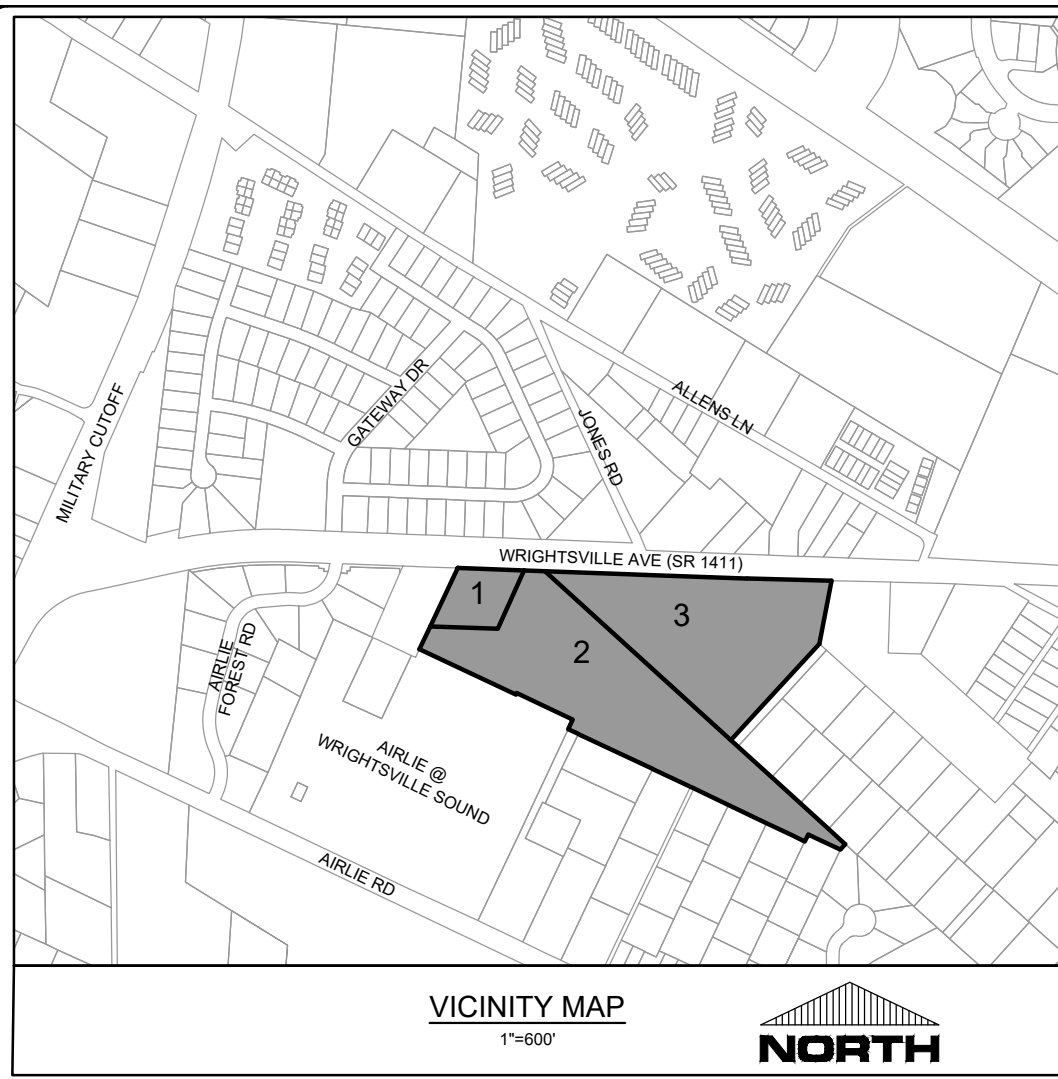 MILITARY CUTOFF
GATEWAY DR
JONES RD
ALLENS LN
WRIGHTSVILLE AVE (SR 1411)
1
2
3
AIRLIE
FOREST RD
AIRLIE @
WRIGHTSVILLE SOUND
AIRLIE RD
VICINITY MAP
1"=600'
NORTH